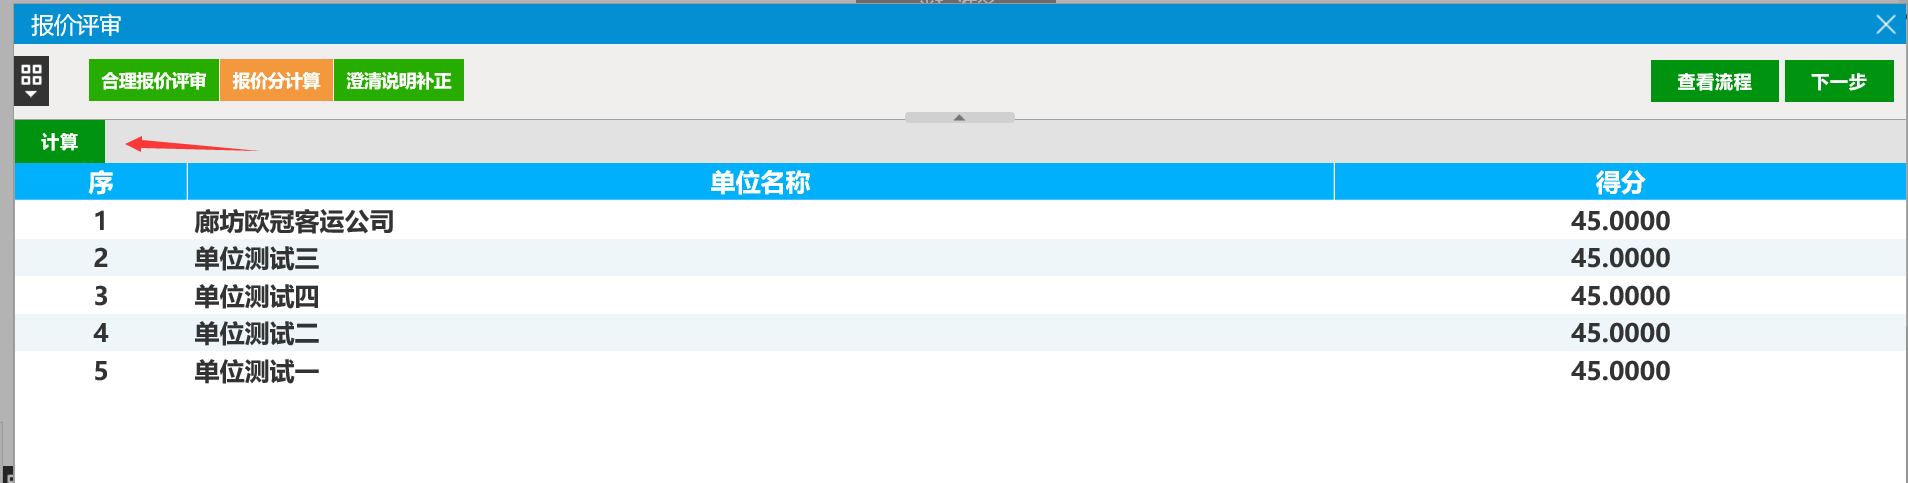 报价评审
合理报价评审 报价分计算 澄清说明补正 查看流程 下一步
计算
序 单位名称 得分
1 廊坊欧冠客运公司 45.0000
2 单位测试三 45.0000
3 单位测试四 45.0000
4 单位测试二 45.0000
5 单位测试一 45.0000